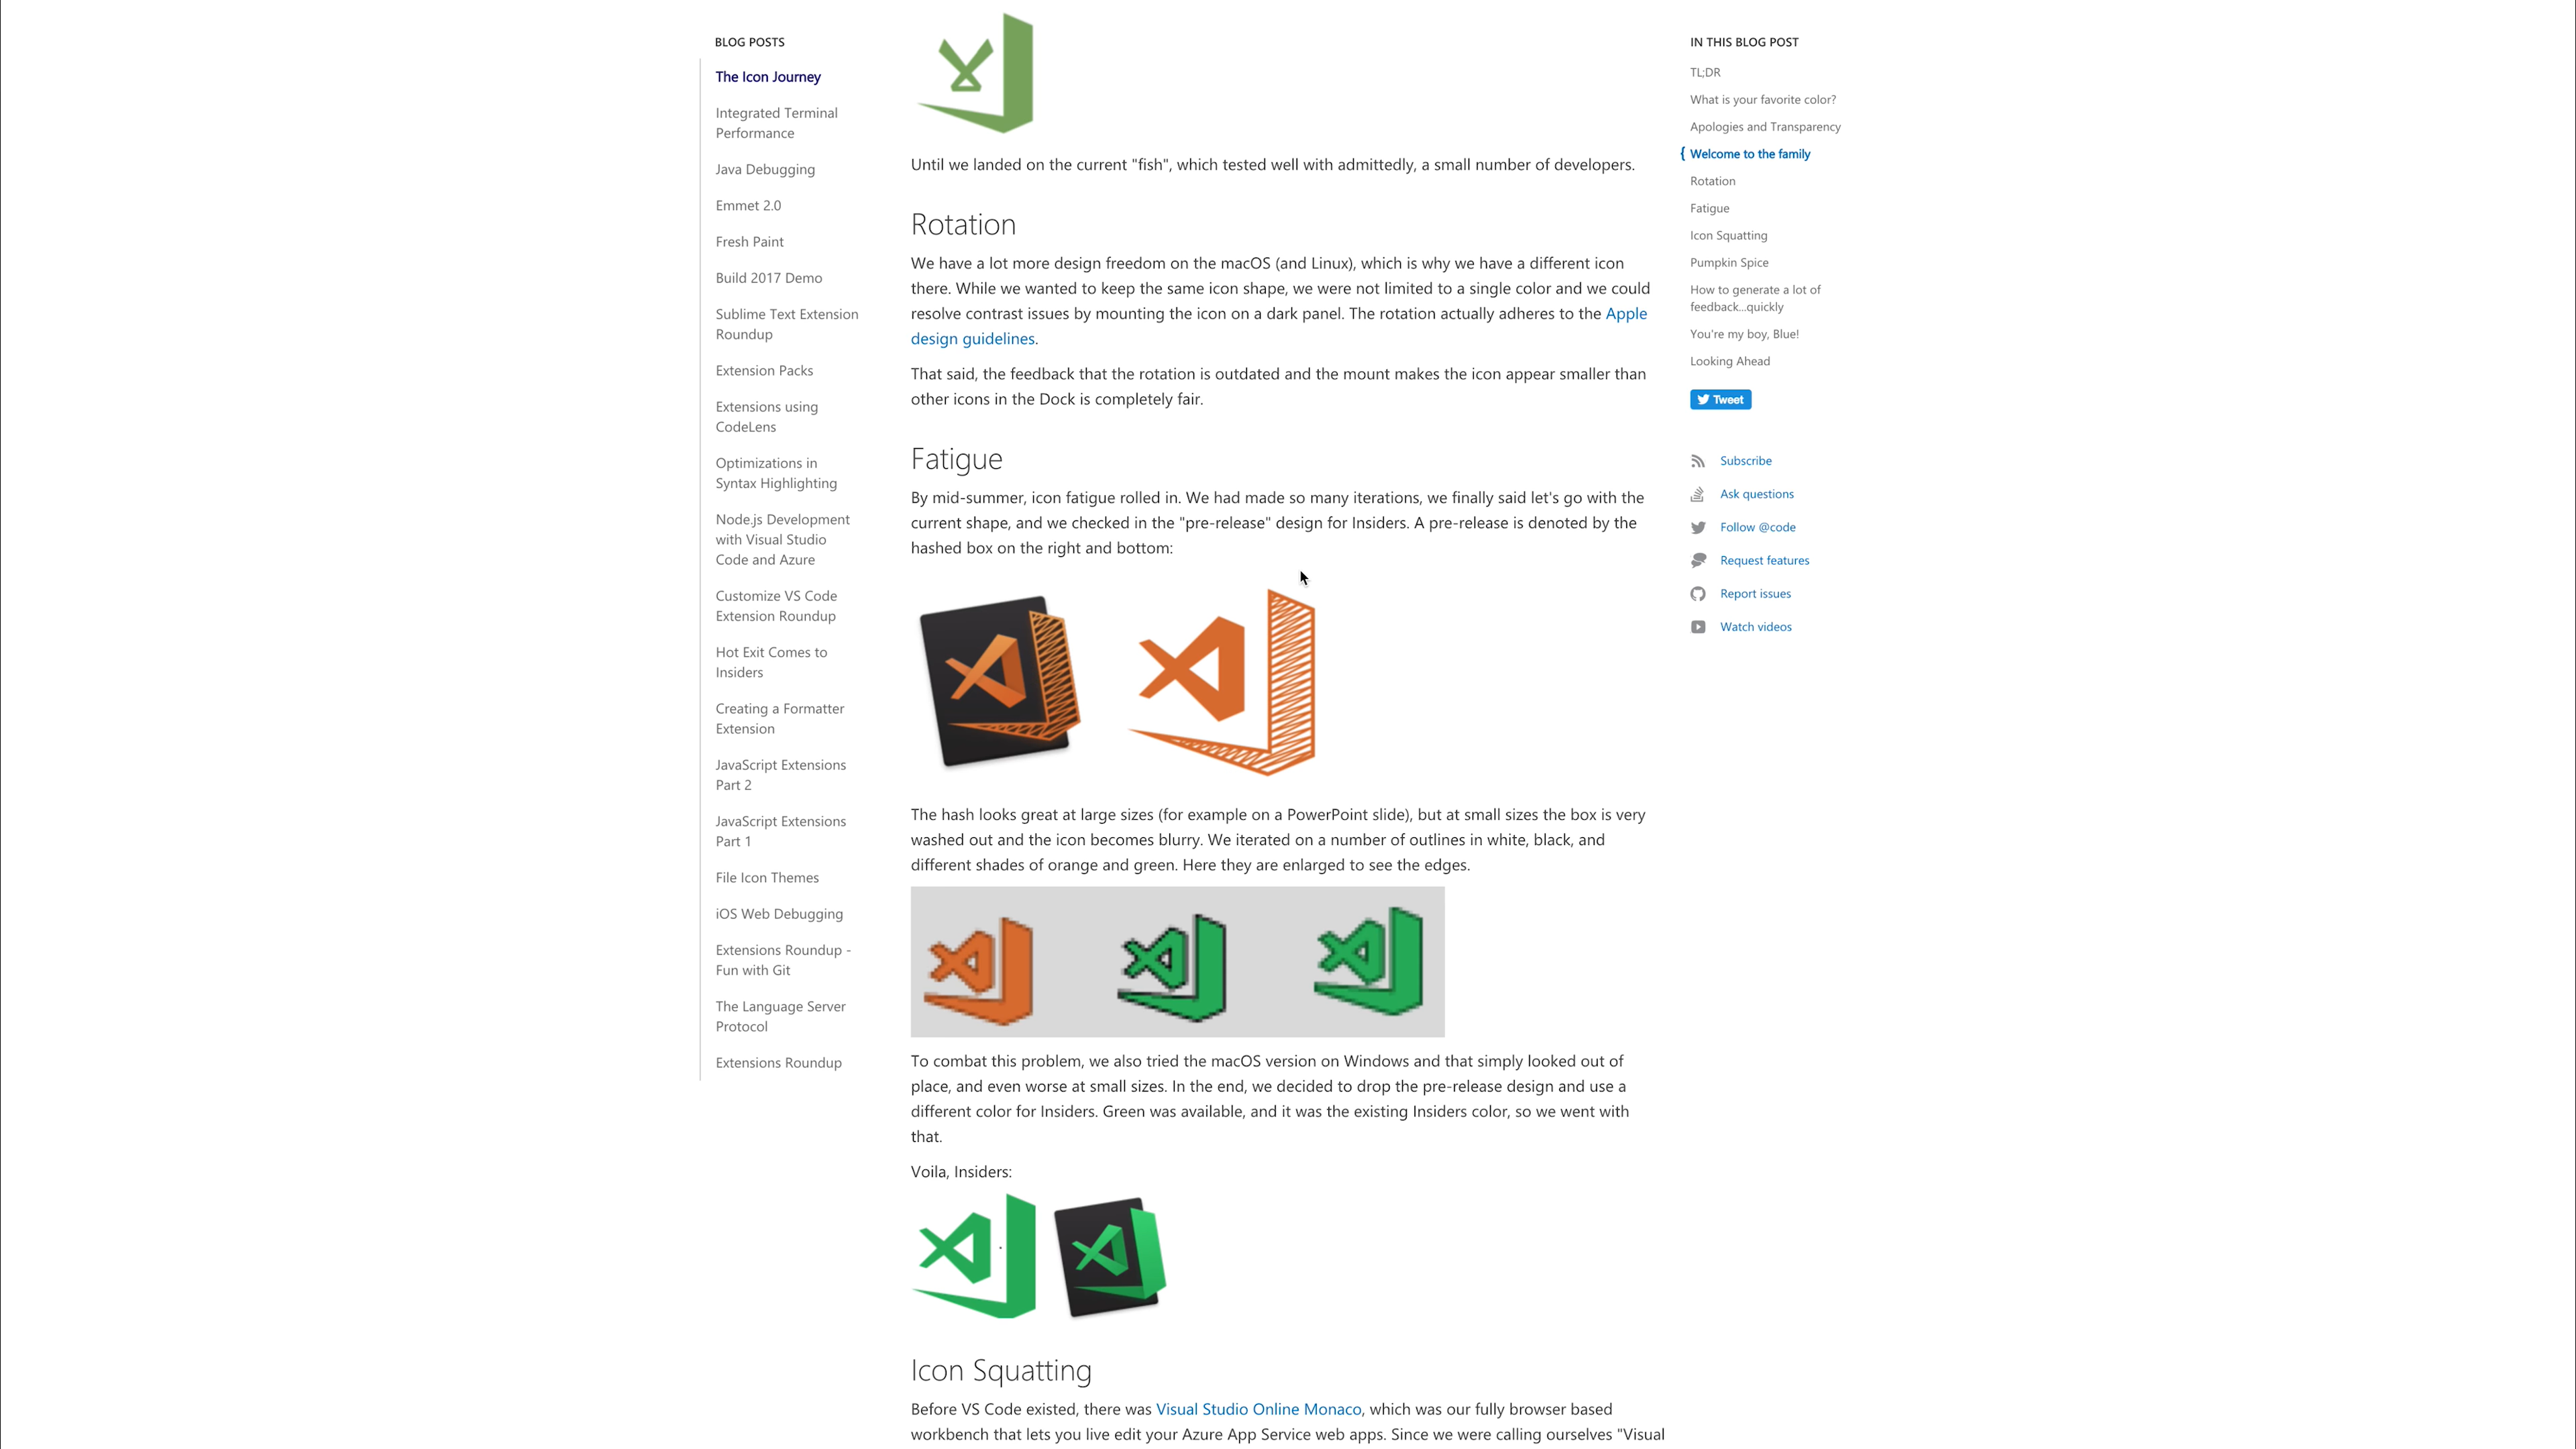 BLOG POSTS
The Icon Journey
Integrated Terminal
Performance
Java Debugging
Emmet 2.0
Fresh Paint
Build 2017 Demo
Sublime Text Extension
Roundup
Extension Packs
Extensions using
CodeLens
Optimizations in
Syntax Highlighting
Node.js Development
with Visual Studio
Code and Azure
Customize VS Code
Extension Roundup
Hot Exit Comes to
Insiders
Creating a Formatter
Extension
JavaScript Extensions
Part 2
JavaScript Extensions
Part 1
File Icon Themes
iOS Web Debugging
Extensions Roundup -
Fun with Git
The Language Server
Protocol
Extensions Roundup
Until we landed on the current "fish", which tested well with admittedly, a small number of developers.
Rotation
We have a lot more design freedom on the macOS (and Linux), which is why we have a different icon
there. While we wanted to keep the same icon shape, we were not limited to a single color and we could
resolve contrast issues by mounting the icon on a dark panel. The rotation actually adheres to the Apple
design guidelines.
That said, the feedback that the rotation is outdated and the mount makes the icon appear smaller than
other icons in the Dock is completely fair.
Fatigue
By mid-summer, icon fatigue rolled in. We had made so many iterations, we finally said let's go with the
current shape, and we checked in the "pre-release" design for Insiders. A pre-release is denoted by the
hashed box on the right and bottom:
The hash looks great at large sizes (for example on a PowerPoint slide), but at small sizes the box is very
washed out and the icon becomes blurry. We iterated on a number of outlines in white, black, and
different shades of orange and green. Here they are enlarged to see the edges.
To combat this problem, we also tried the macOS version on Windows and that simply looked out of
place, and even worse at small sizes. In the end, we decided to drop the pre-release design and use a
different color for Insiders. Green was available, and it was the existing Insiders color, so we went with
that.
Voila, Insiders:
Icon Squatting
Before VS Code existed, there was Visual Studio Online Monaco, which was our fully browser based
workbench that lets you live edit your Azure App Service web apps. Since we were calling ourselves "Visual
IN THIS BLOG POST
TL;DR
What is your favorite color?
Apologies and Transparency
{ Welcome to the family
Rotation
Fatigue
Icon Squatting
Pumpkin Spice
How to generate a lot of
feedback...quickly
You're my boy, Blue!
Looking Ahead
Tweet
Subscribe
Ask questions
Follow @code
Request features
Report issues
Watch videos